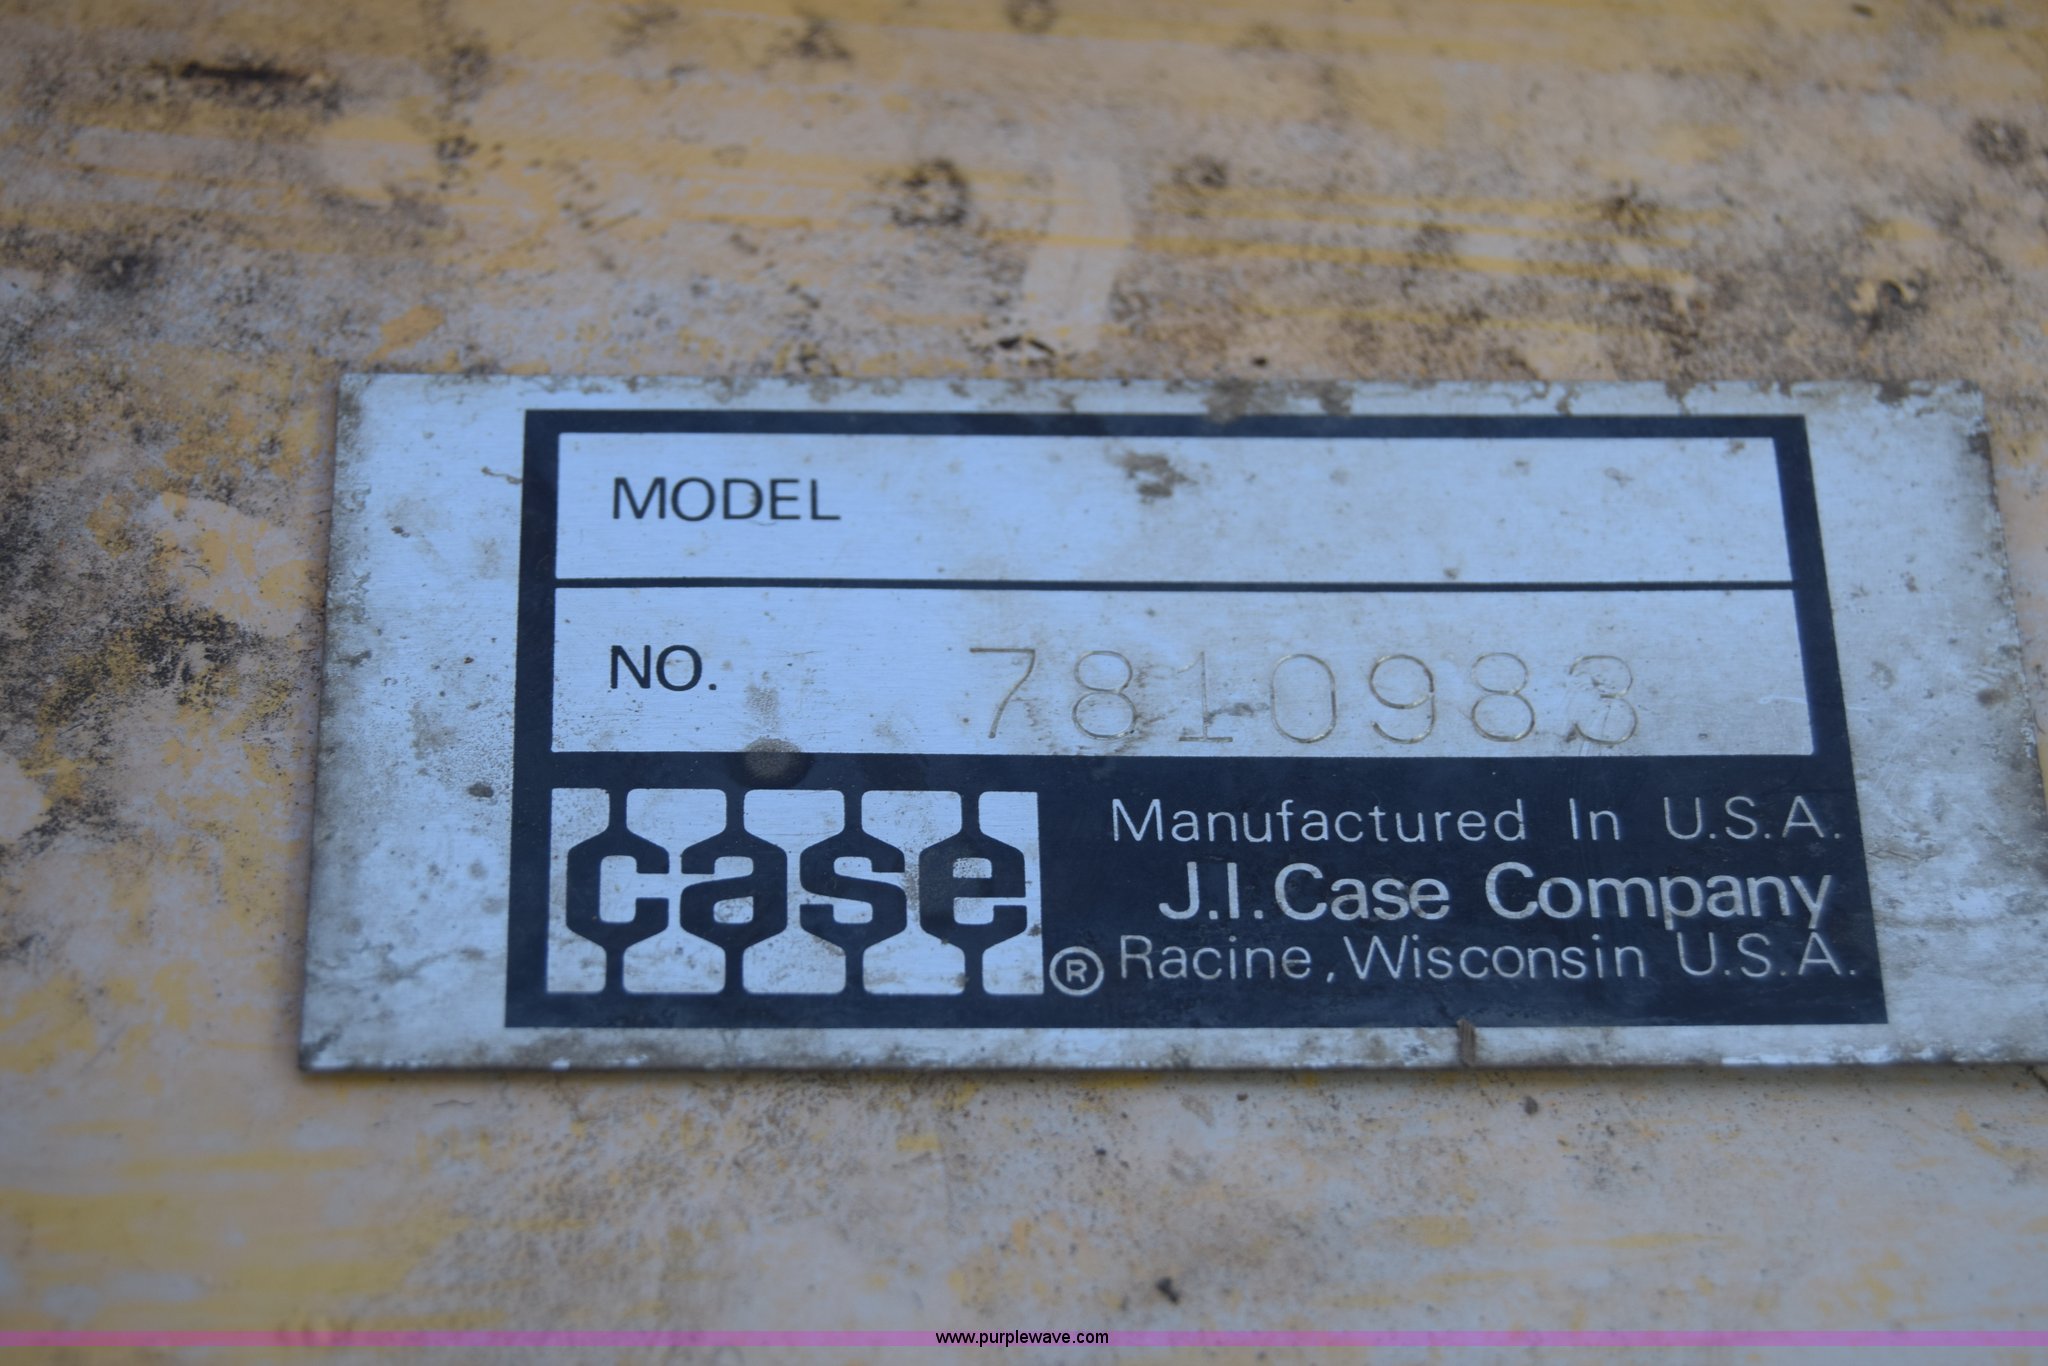 MODEL
NO. 7810983
case
Manufactured In U.S.A.
J.I. Case Company
® Racine, Wisconsin U.S.A.
www.purplewave.com